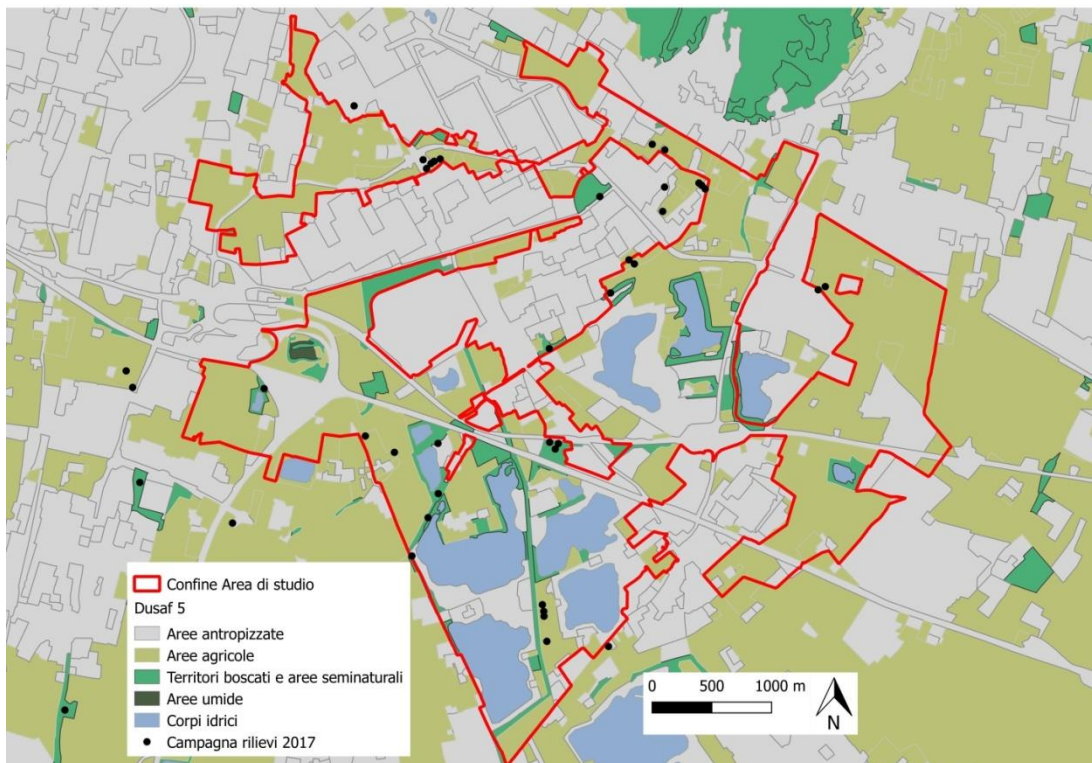 Confine Area di studio
Dusaf 5
Aree antropizzate
Aree agricole
Territori boscati e aree seminaturali
Aree umide
Corpi idrici
Campagna rilievi 2017
0 500 1000 m
N